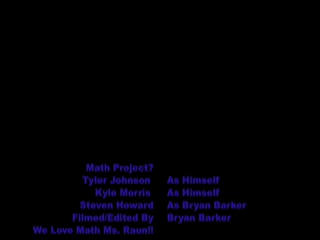 Math Project?
Tyler Johnson As Himself
Kyle Morris As Himself
Steven Howard As Bryan Barker
Filmed/Edited By Bryan Barker
We Love Math Ms. Raun!!